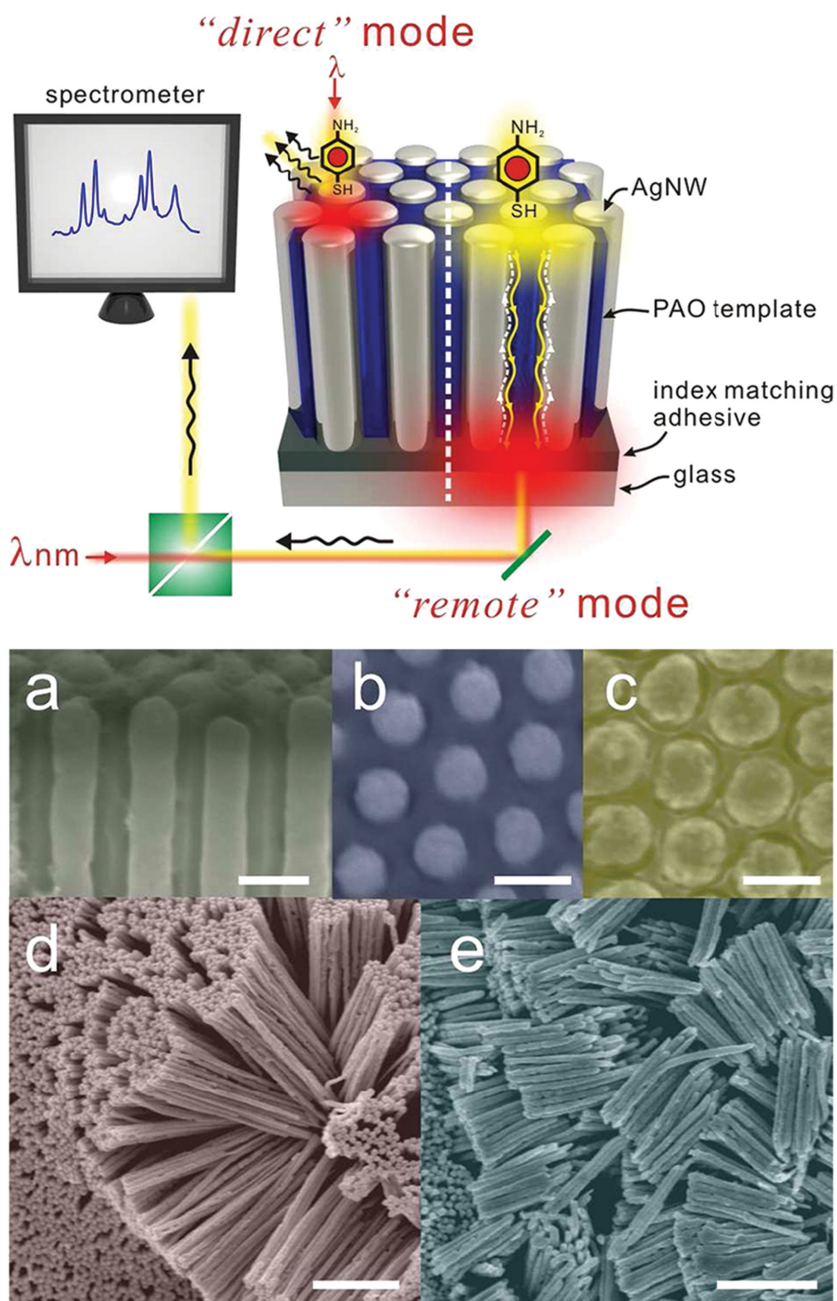 "direct" mode
λ
spectrometer
NH₂
SH
NH₂
SH
AgNW
PAO template
index matching
adhesive
glass
λnm
"remote" mode
a
b
c
d
e